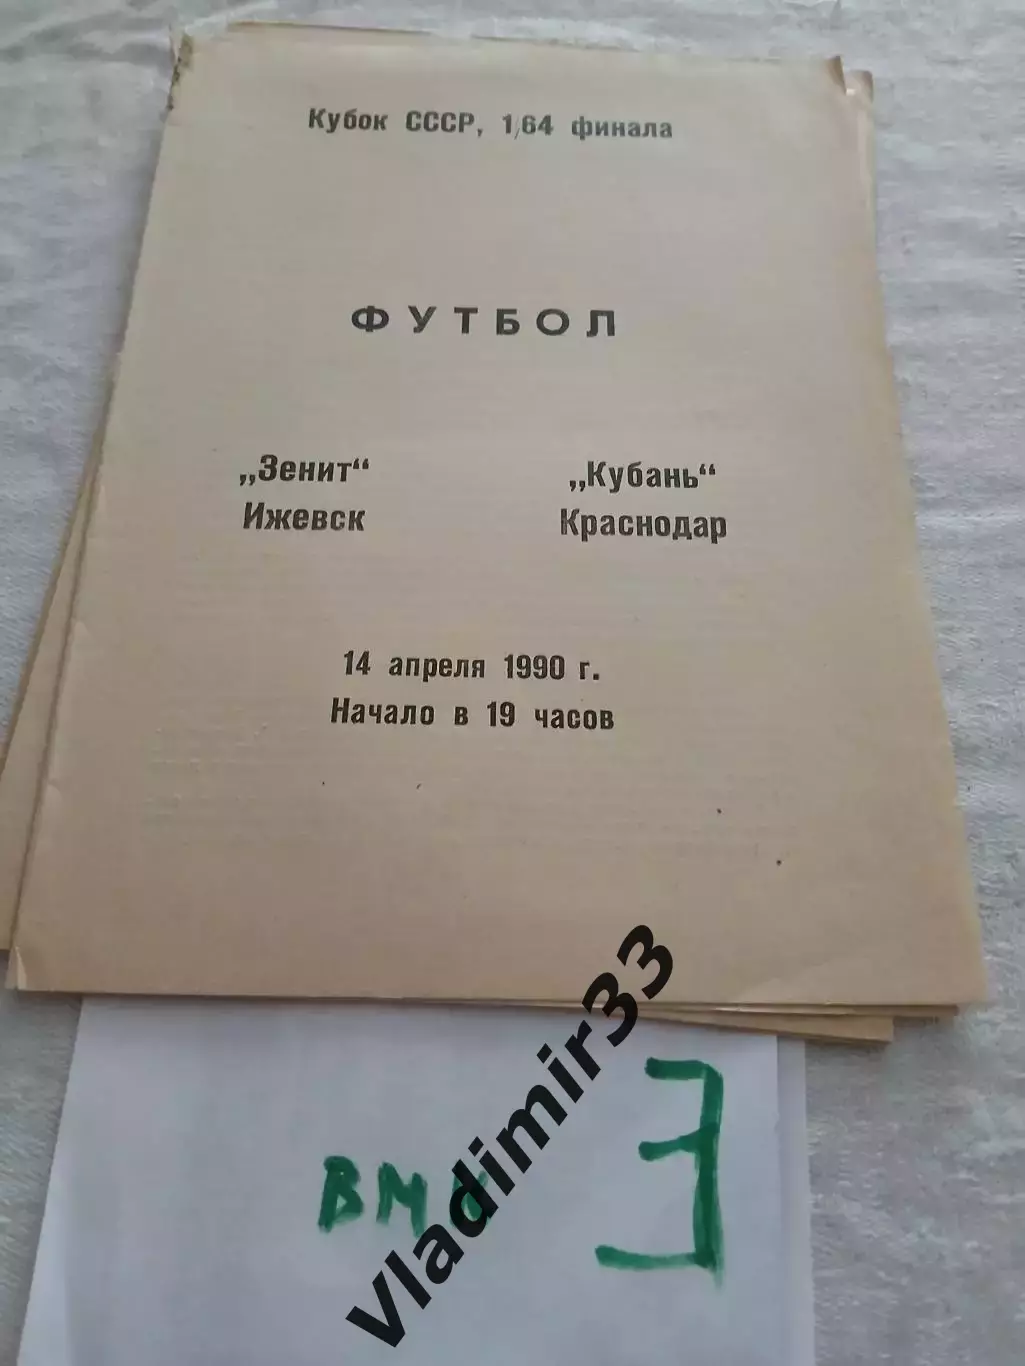 Кубок СССР, 1/64 финала
ФУТБОЛ
„Зенит“ „Кубань“
Ижевск Краснодар
14 апреля 1990 г.
Начало в 19 часов
Vladimir33